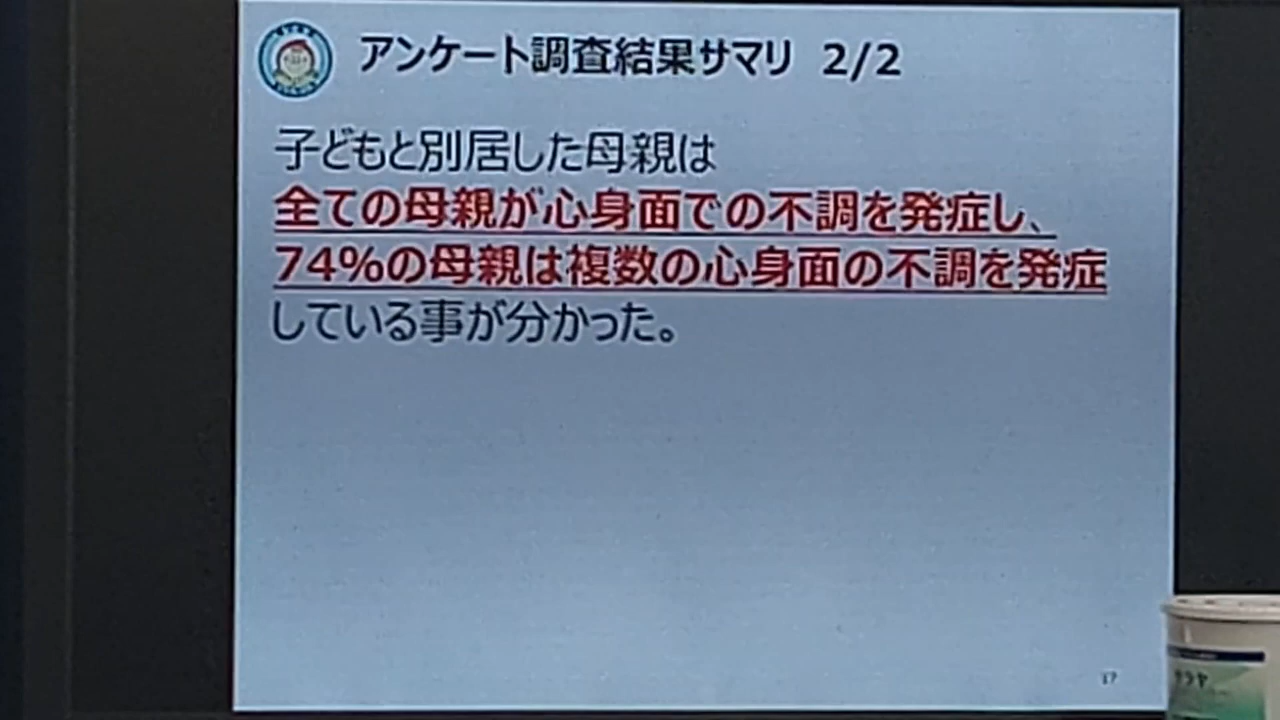 アンケート調査結果サマリ 2/2
子どもと別居した母親は
全ての母親が心身面での不調を発症し、
74%の母親は複数の心身面の不調を発症
している事が分かった。
17
サラヤ